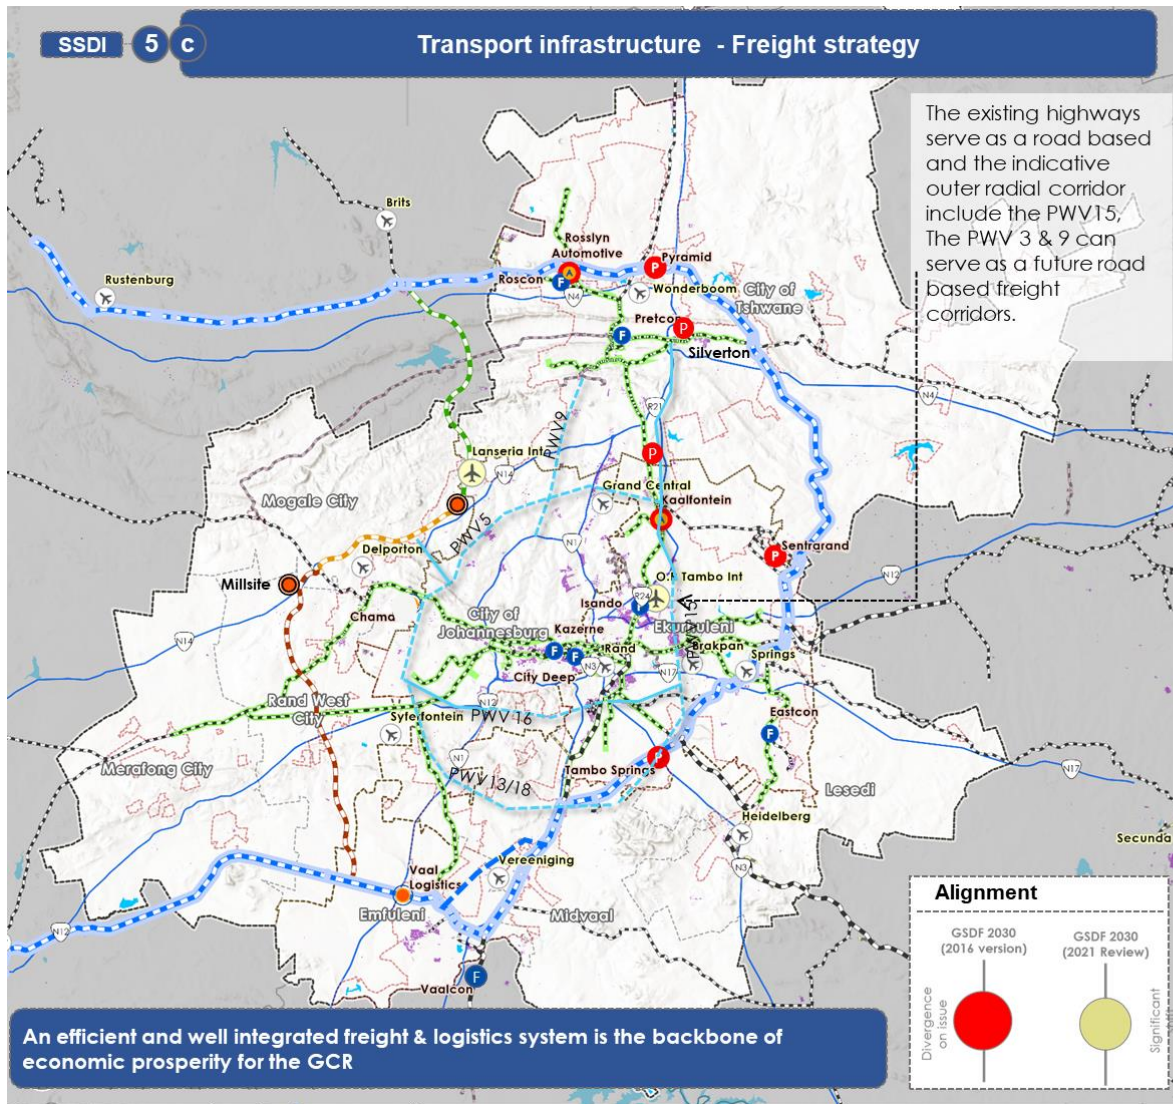 SSDI 5 c
Transport infrastructure - Freight strategy
The existing highways
serve as a road based
and the indicative
outer radial corridor
include the PWV15,
The PWV 3 & 9 can
serve as a future road
based freight
corridors.
Brits
Rustenburg
Rosslyn
Automotive
Roscon
F
N4
P
Pyramid
Wonderboom
City of
Tshwane
Pretcon
F
P
Silverton
N4
R21
PWV9
P
Lanseria Int
N14
Grand Central
Kaalfontein
Mogale City
PWV5
Delporton
N1
P
Sentrarand
Millsite
O.R Tambo Int
N12
R24
Isando
F
Chama
City of
Johannesburg
Kazerne
Ekurhuleni
PWV15
N14
F
F
Rand
Brakpan
Springs
City Deep
N3
N17
Rand West
City
N12
Syferfontein
PWV 16
Eastcon
F
Merafong City
N1
PWV13/18
Tambo Springs
N17
Lesedi
Heidelberg
Secunda
Vaal
Logistics
Vereeniging
N3
Emfuleni
Midvaal
N12
F
Vaalcon
Alignment
GSDF 2030
(2016 version)
GSDF 2030
(2021 Review)
Divergence
on issue
Significant
An efficient and well integrated freight & logistics system is the backbone of
economic prosperity for the GCR